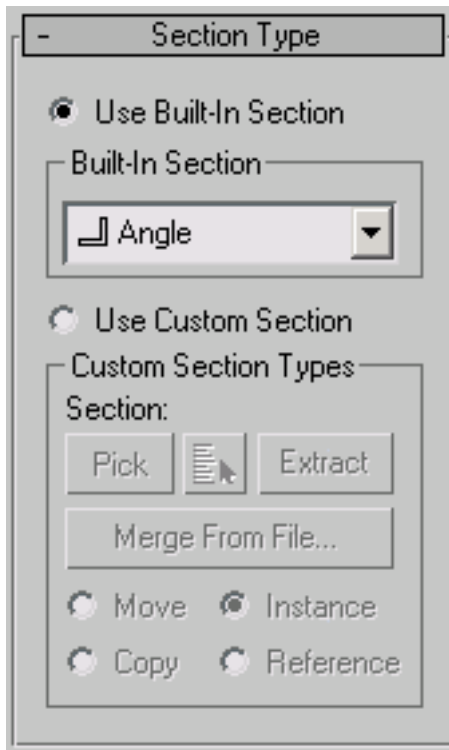 - Section Type
Use Built-In Section
Built-In Section
Angle
Use Custom Section
Custom Section Types
Section:
Pick Extract
Merge From File...
Move Instance
Copy Reference